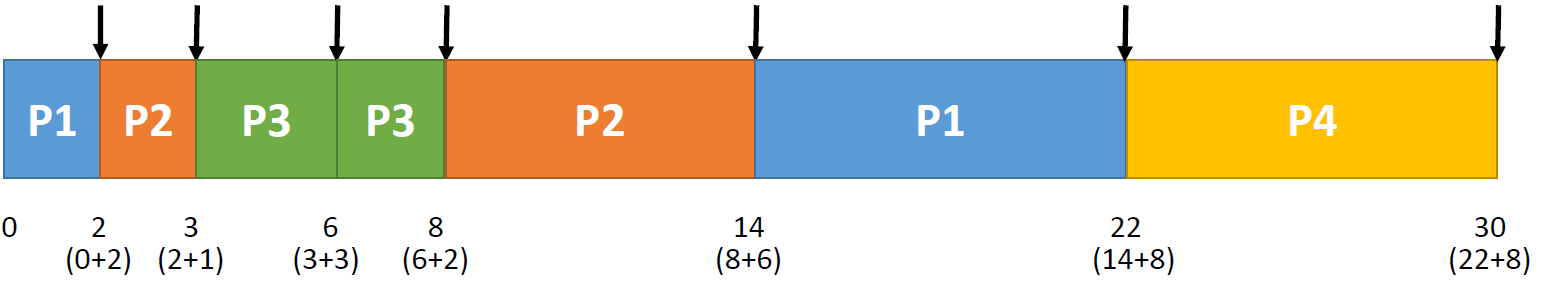 P1 P2 P3 P3 P2 P1 P4
0 2 3 6 8 14 22 30
(0+2) (2+1) (3+3) (6+2) (8+6) (14+8) (22+8)